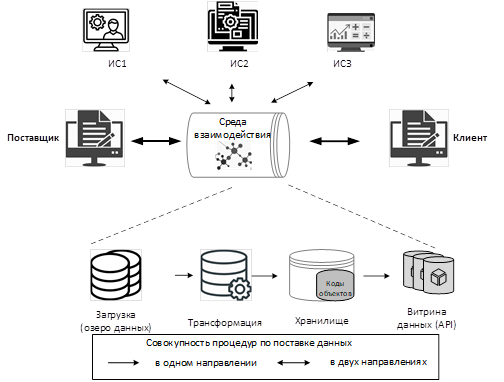 ИС1 ИС2 ИС3
Среда
взаимодействия
Поставщик
Клиент
Коды
объектов
Загрузка
(озеро данных)
Трансформация
Хранилище
Витрина
данных (API)
Совокупность процедур по поставке данных
в одном направлении в двух направлениях